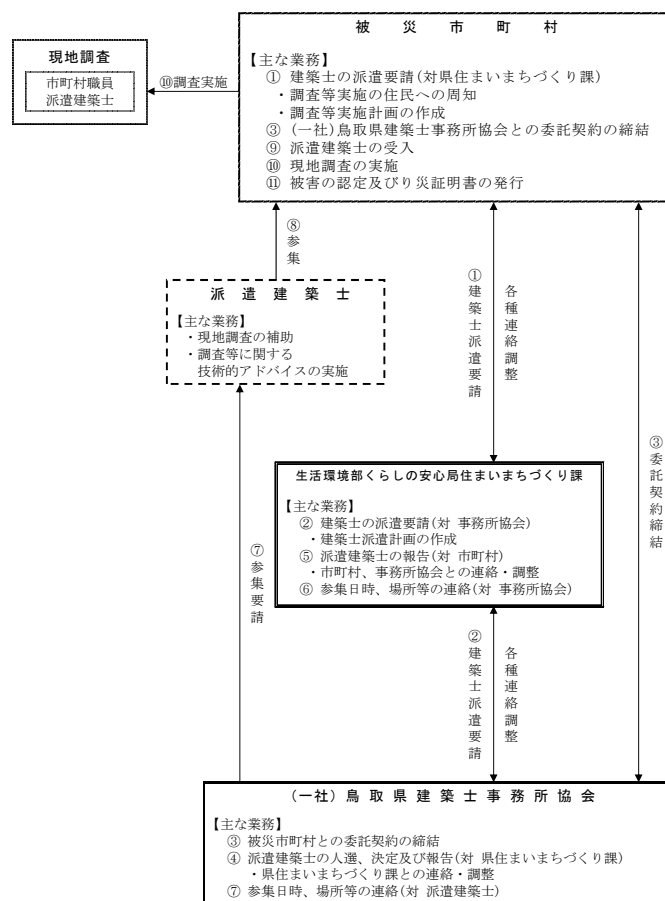 被災市町村
【主な業務】
① 建築士の派遣要請(対県住まいまちづくり課)
・調査等実施の住民への周知
・調査等実施計画の作成
③ (一社)鳥取県建築士事務所協会との委託契約の締結
⑨ 派遣建築士の受入
⑩ 現地調査の実施
⑪ 被害の認定及びり災証明書の発行
現地調査
市町村職員
派遣建築士
⑩調査実施
⑧参集
派遣建築士
【主な業務】
・現地調査の補助
・調査等に関する
技術的アドバイスの実施
①建築士派遣要請
各種連絡調整
③委託契約締結
生活環境部くらしの安心局住まいまちづくり課
【主な業務】
② 建築士の派遣要請(対 事務所協会)
・建築士派遣計画の作成
⑤ 派遣建築士の報告(対 市町村)
・市町村、事務所協会との連絡・調整
⑥ 参集日時、場所等の連絡(対 事務所協会)
⑦参集要請
②建築士派遣要請
各種連絡調整
(一社)鳥取県建築士事務所協会
【主な業務】
③ 被災市町村との委託契約の締結
④ 派遣建築士の人選、決定及び報告(対 県住まいまちづくり課)
・県住まいまちづくり課との連絡・調整
⑦ 参集日時、場所等の連絡(対 派遣建築士)